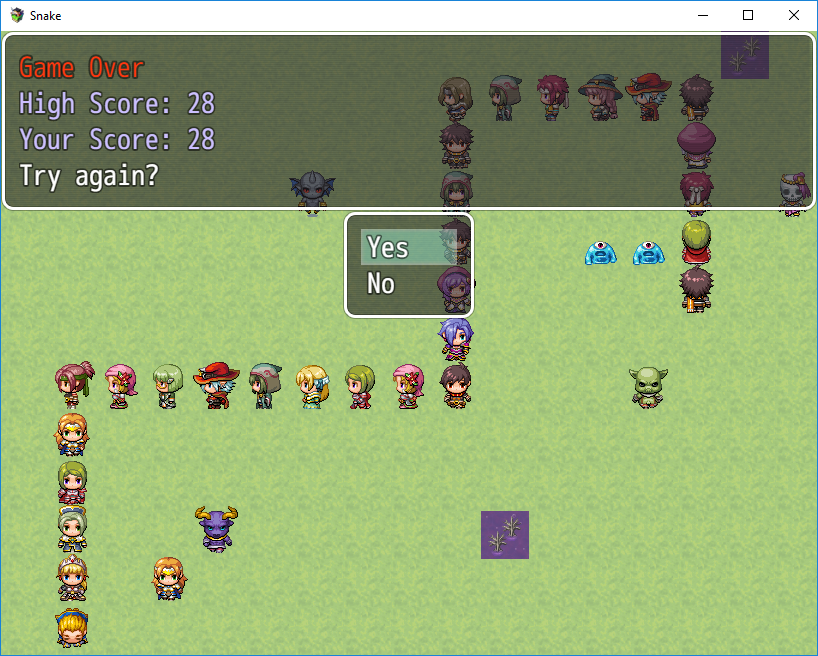 Snake
Game Over
High Score: 28
Your Score: 28
Try again?
Yes
No